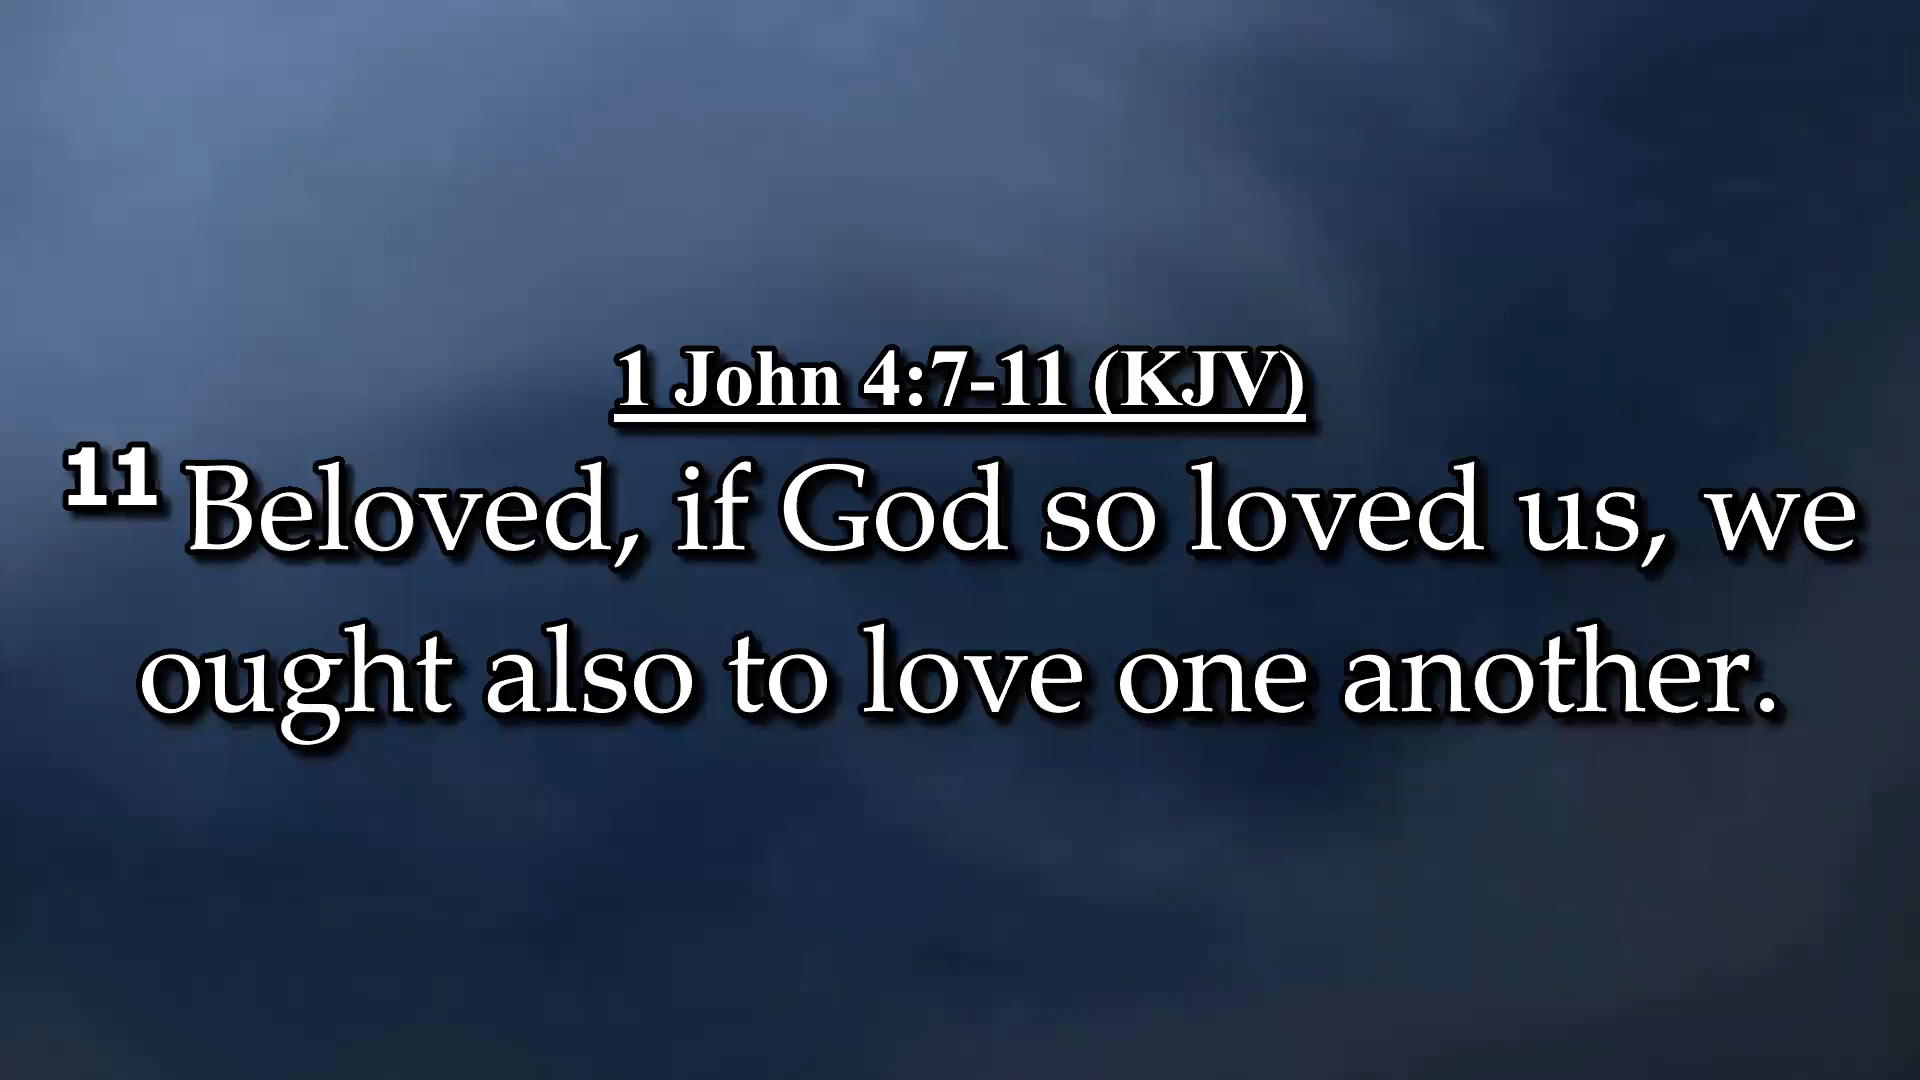 1 John 4:7-11 (KJV)
11 Beloved, if God so loved us, we
ought also to love one another.